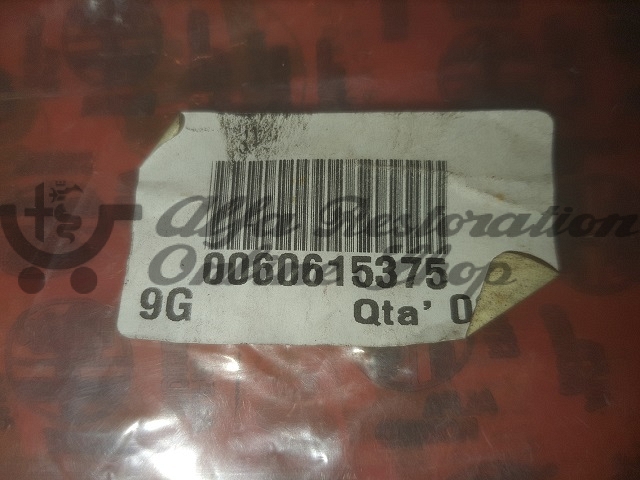 Alfa Restoration
Online Shop
0060615375
9G Qta' 0